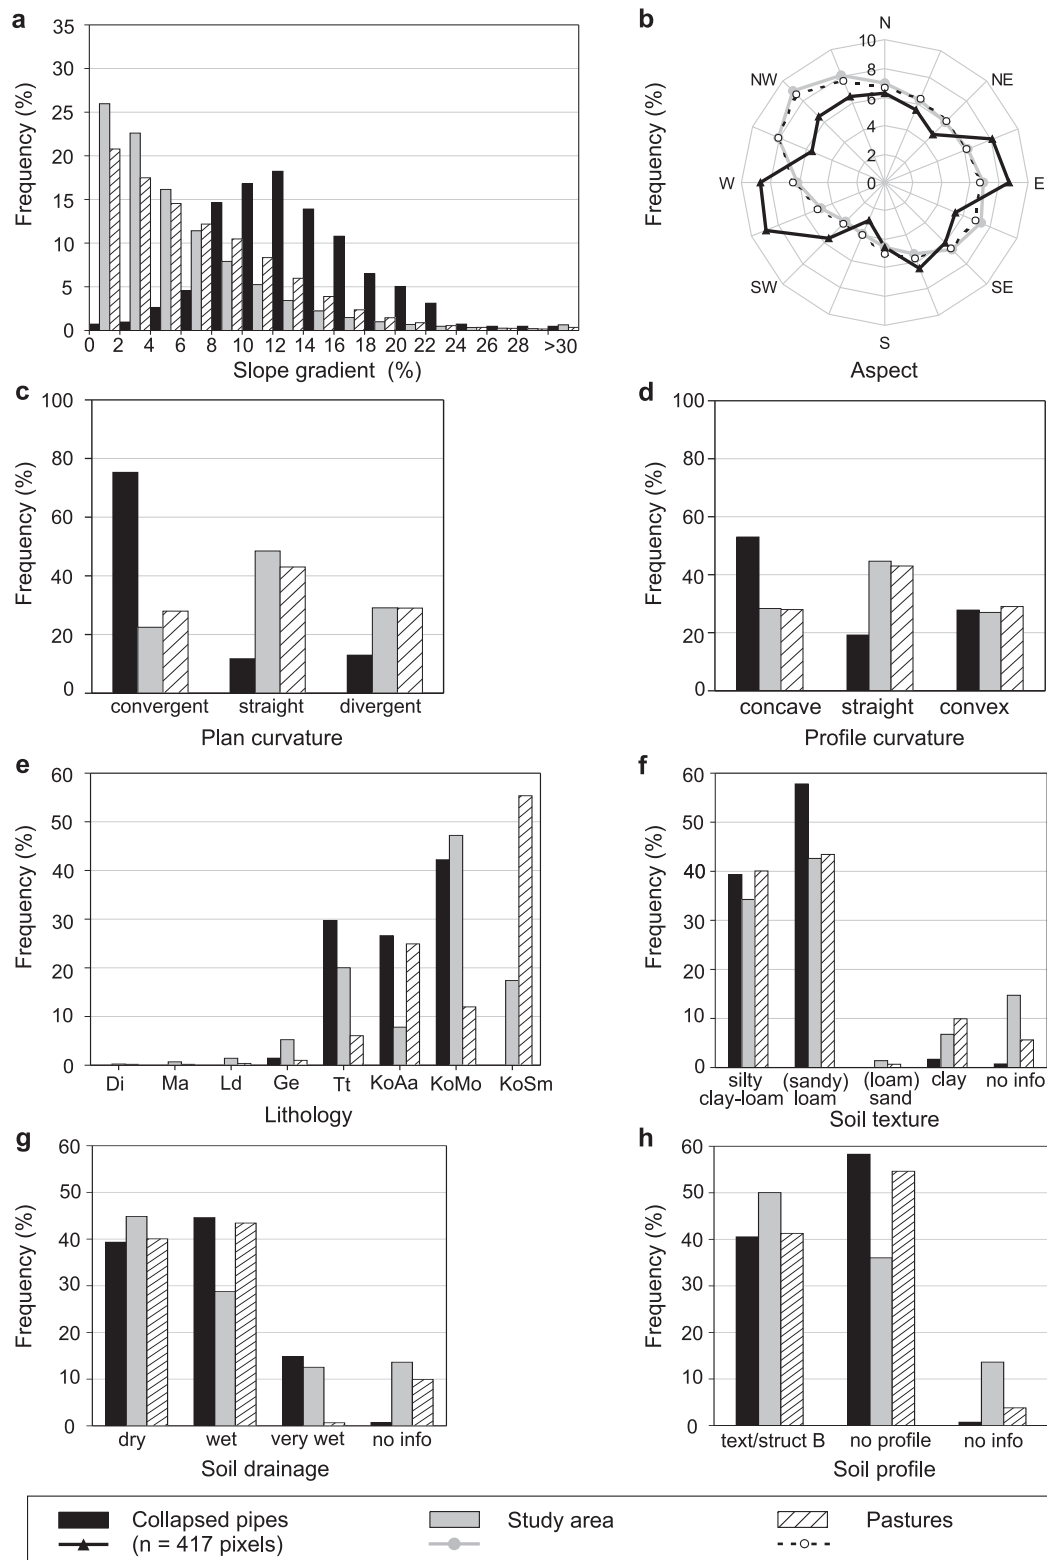 a
Frequency (%)
35
30
25
20
15
10
5
0
0 2 4 6 8 10 12 14 16 18 20 22 24 26 28 >30
Slope gradient (%)
b
N
NE
E
SE
S
SW
W
NW
10
8
6
4
2
0
Aspect
c
Frequency (%)
100
80
60
40
20
0
convergent straight divergent
Plan curvature
d
Frequency (%)
100
80
60
40
20
0
concave straight convex
Profile curvature
e
Frequency (%)
60
50
40
30
20
10
0
Di Ma Ld Ge Tt KoAa KoMo KoSm
Lithology
f
Frequency (%)
60
50
40
30
20
10
0
silty (sandy) (loam) clay no info
clay-loam loam sand
Soil texture
g
Frequency (%)
60
50
40
30
20
10
0
dry wet very wet no info
Soil drainage
h
Frequency (%)
60
50
40
30
20
10
0
text/struct B no profile no info
Soil profile
Collapsed pipes Study area Pastures
(n = 417 pixels)